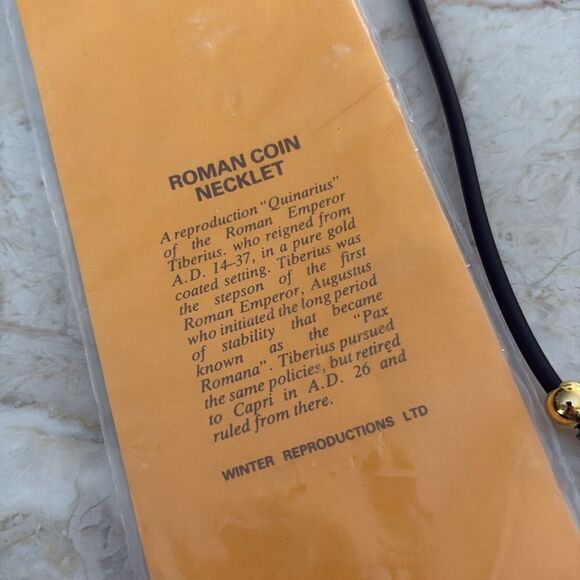 ROMAN COIN
NECKLET
A reproduction "Quinarius"
of the Roman Emperor
Tiberius, who reigned from
A.D. 14–37, in a pure gold
coated setting. Tiberius was
the stepson of the first
Roman Emperor, Augustus
who initiated the long period
of stability that became
known as the "Pax
Romana". Tiberius pursued
the same policies, but retired
to Capri in A.D. 26 and
ruled from there.
WINTER REPRODUCTIONS LTD